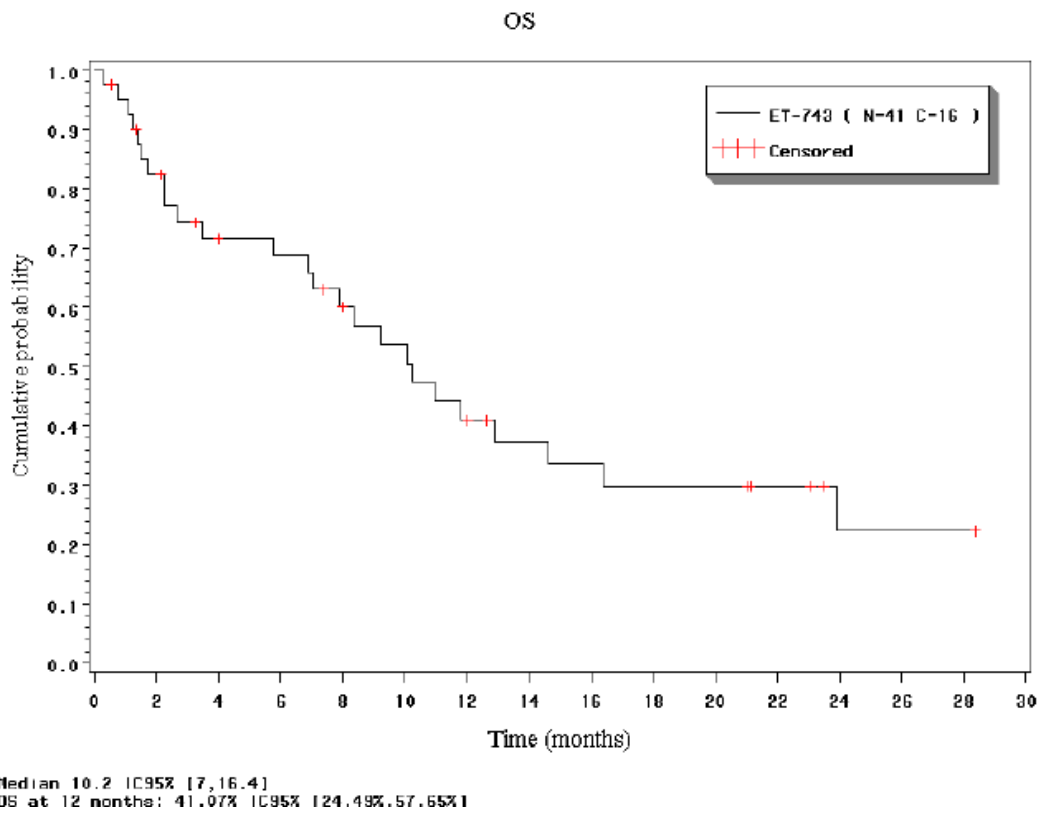 OS
1.0
0.9
0.8
0.7
0.6
0.5
0.4
0.3
0.2
0.1
0.0
Cumulative probability
ET-743 ( N-41 C-16 )
Censored
0 2 4 6 8 10 12 14 16 18 20 22 24 26 28 30
Time (months)
Median 10.2 IC95% [7,16.4]
OS at 12 months: 41.07% IC95% [24.49%,57.65%]